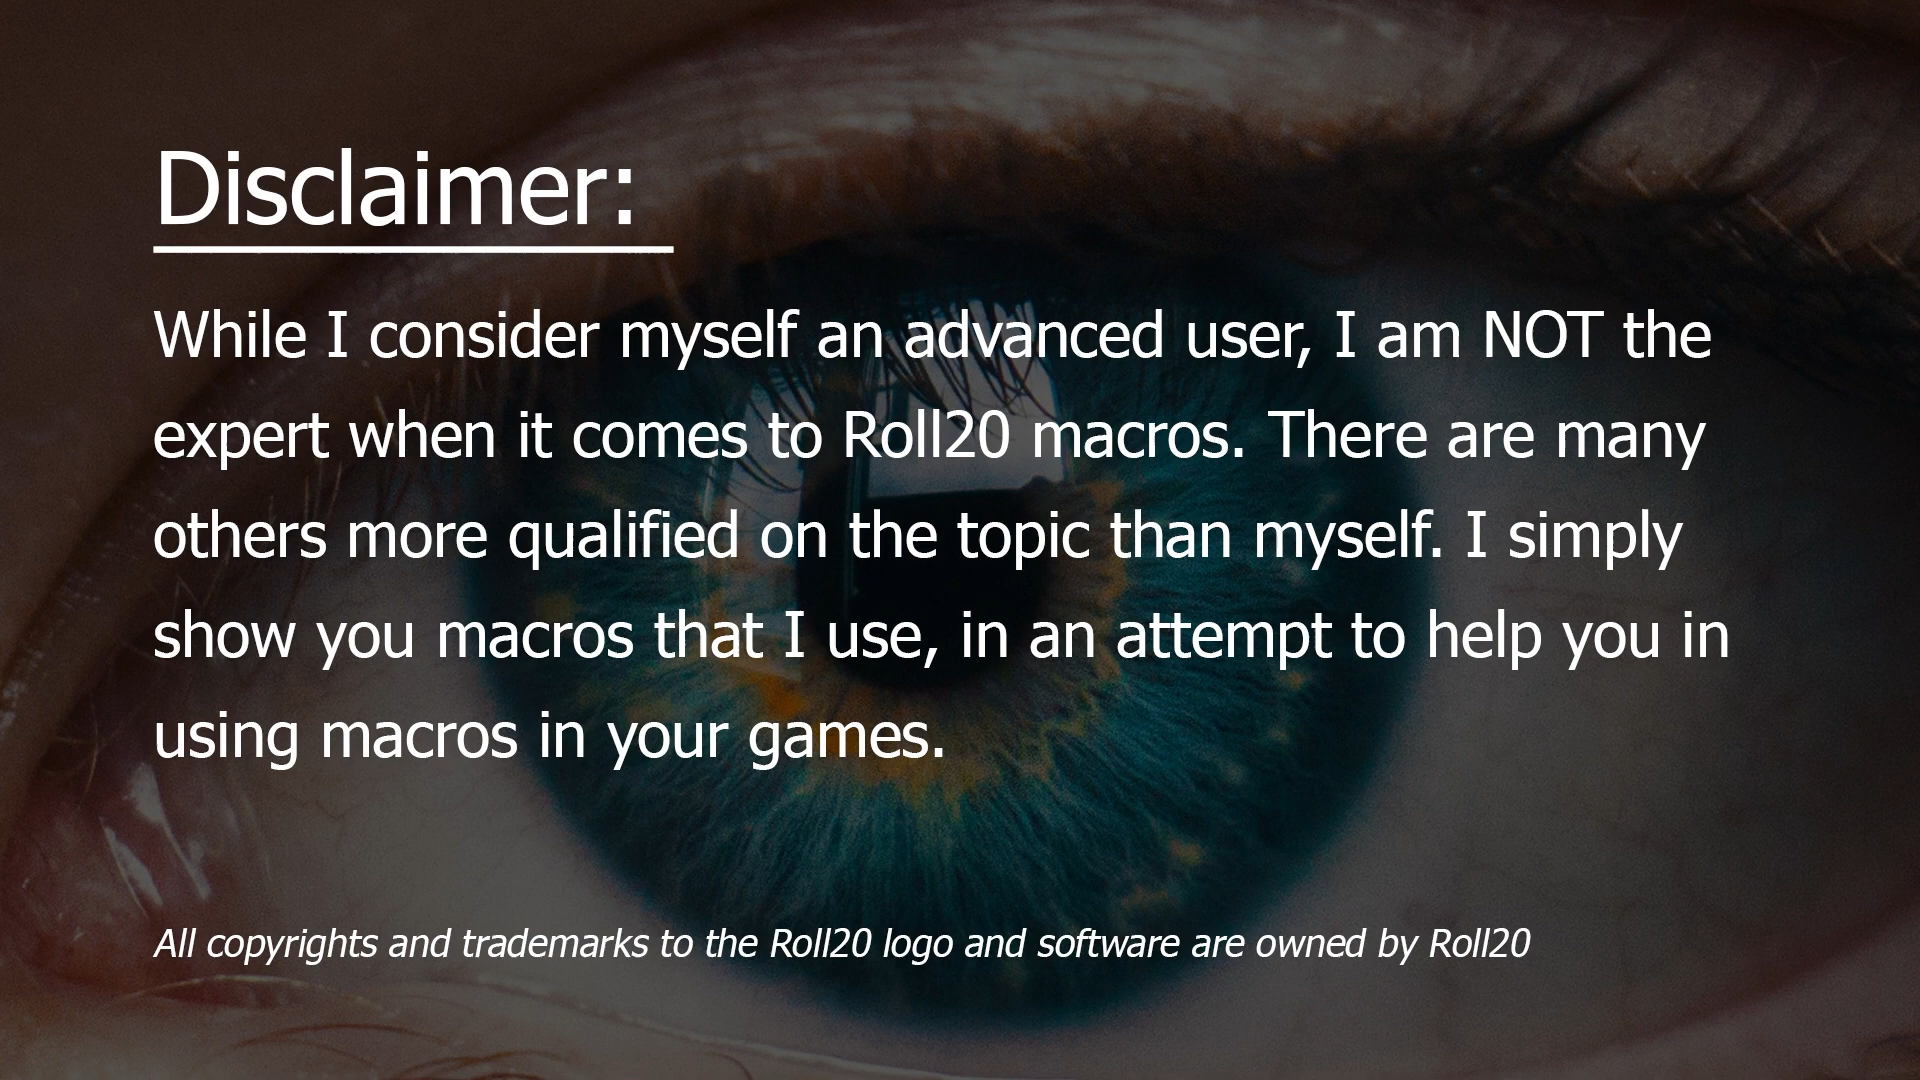 Disclaimer:
While I consider myself an advanced user, I am NOT the
expert when it comes to Roll20 macros. There are many
others more qualified on the topic than myself. I simply
show you macros that I use, in an attempt to help you in
using macros in your games.
All copyrights and trademarks to the Roll20 logo and software are owned by Roll20